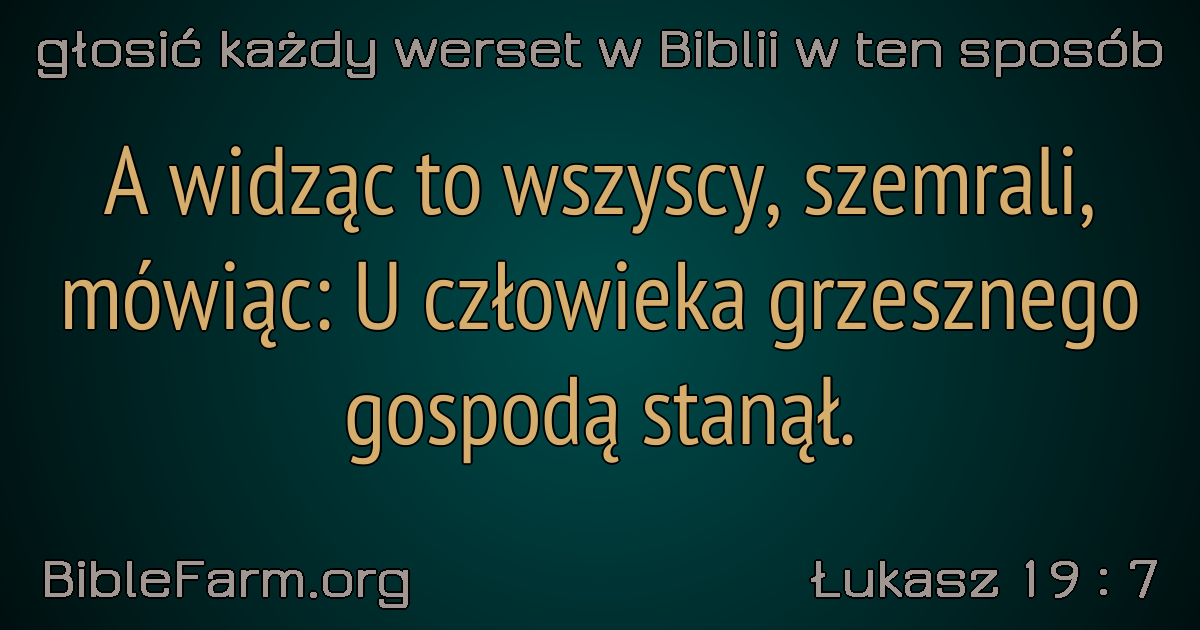 głosić każdy werset w Biblii w ten sposób
A widząc to wszyscy, szemrali,
mówiąc: U człowieka grzesznego
gospodą stanął.
BibleFarm.org
Łukasz 19 : 7